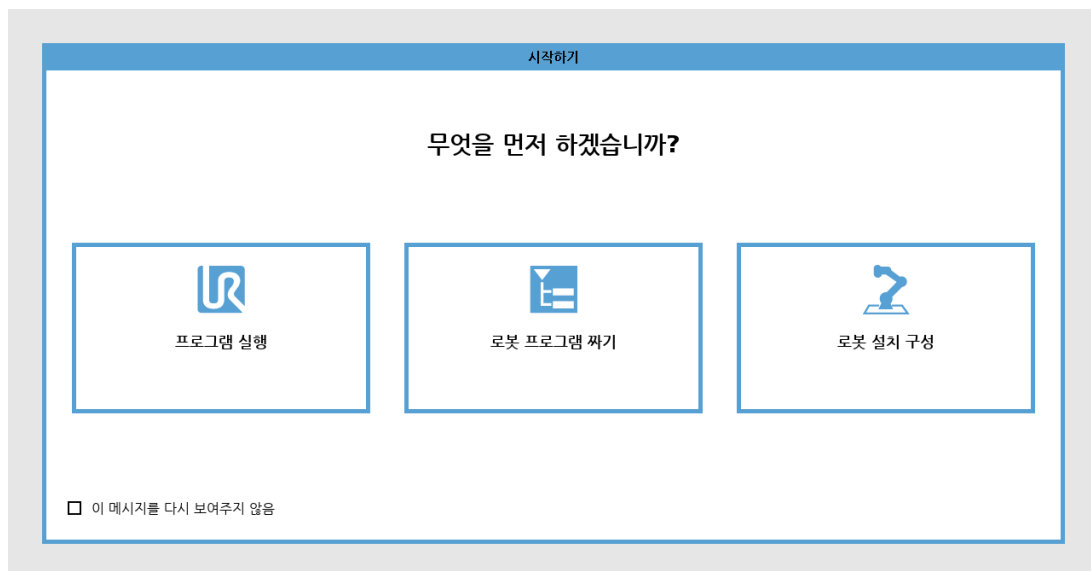 시작하기
무엇을 먼저 하겠습니까?
프로그램 실행
로봇 프로그램 짜기
로봇 설치 구성
이 메시지를 다시 보여주지 않음